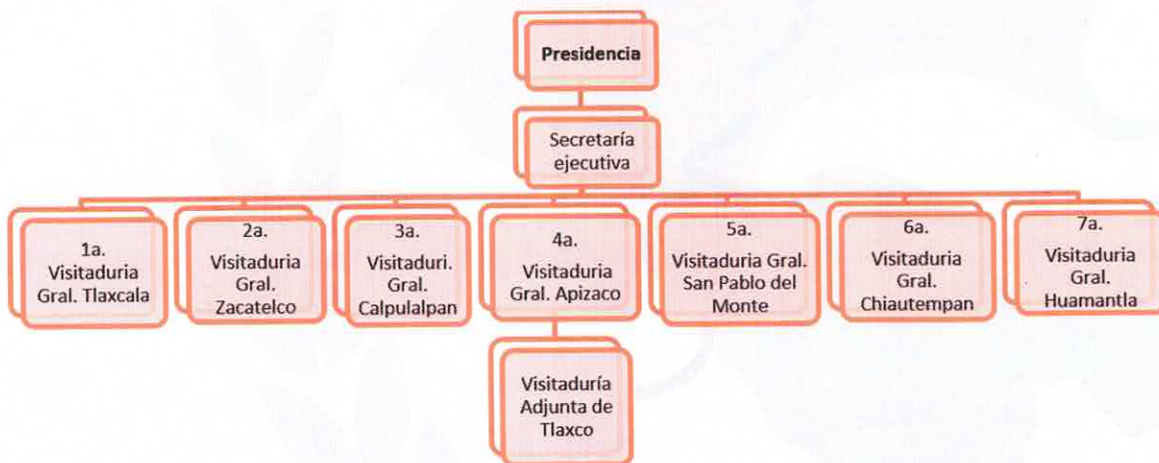 Presidencia
Secretaría
ejecutiva
1a.
Visitaduria
Gral. Tlaxcala
2a.
Visitaduria
Gral.
Zacatelco
3a.
Visitaduri.
Gral.
Calpulalpan
4a.
Visitaduria
Gral. Apizaco
5a.
Visitaduria Gral.
San Pablo del
Monte
6a.
Visitaduria
Gral.
Chiautempan
7a.
Visitaduria
Gral.
Huamantla
Visitaduría
Adjunta de
Tlaxco